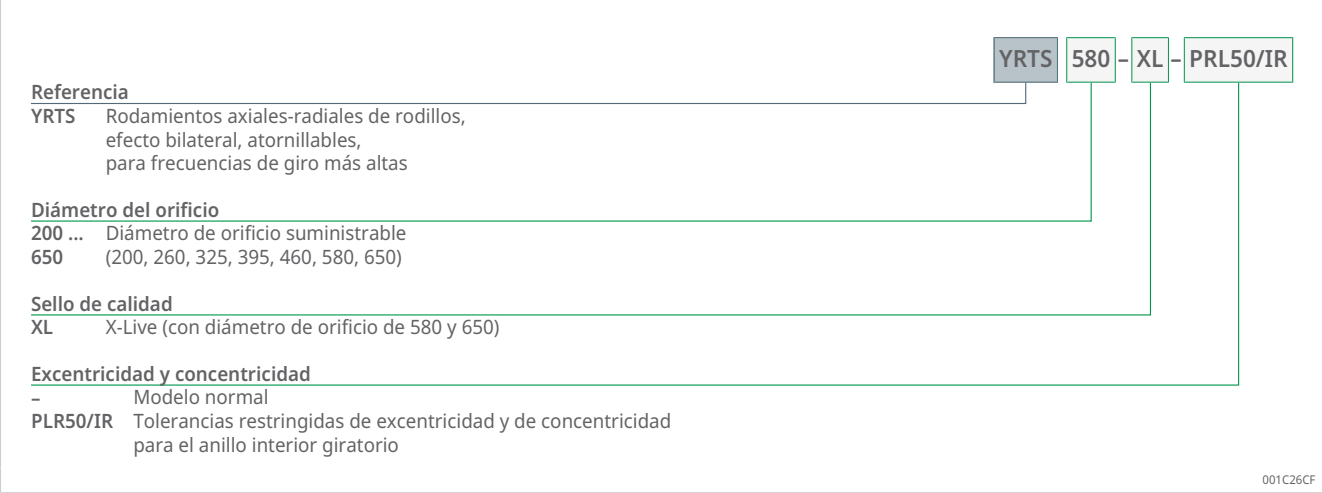 YRTS 580 – XL – PRL50/IR
Referencia
YRTS Rodamientos axiales-radiales de rodillos,
efecto bilateral, atornillables,
para frecuencias de giro más altas
Diámetro del orificio
200 ... Diámetro de orificio suministrable
650 (200, 260, 325, 395, 460, 580, 650)
Sello de calidad
XL X-Live (con diámetro de orificio de 580 y 650)
Excentricidad y concentricidad
– Modelo normal
PLR50/IR Tolerancias restringidas de excentricidad y de concentricidad
para el anillo interior giratorio
001C26CF